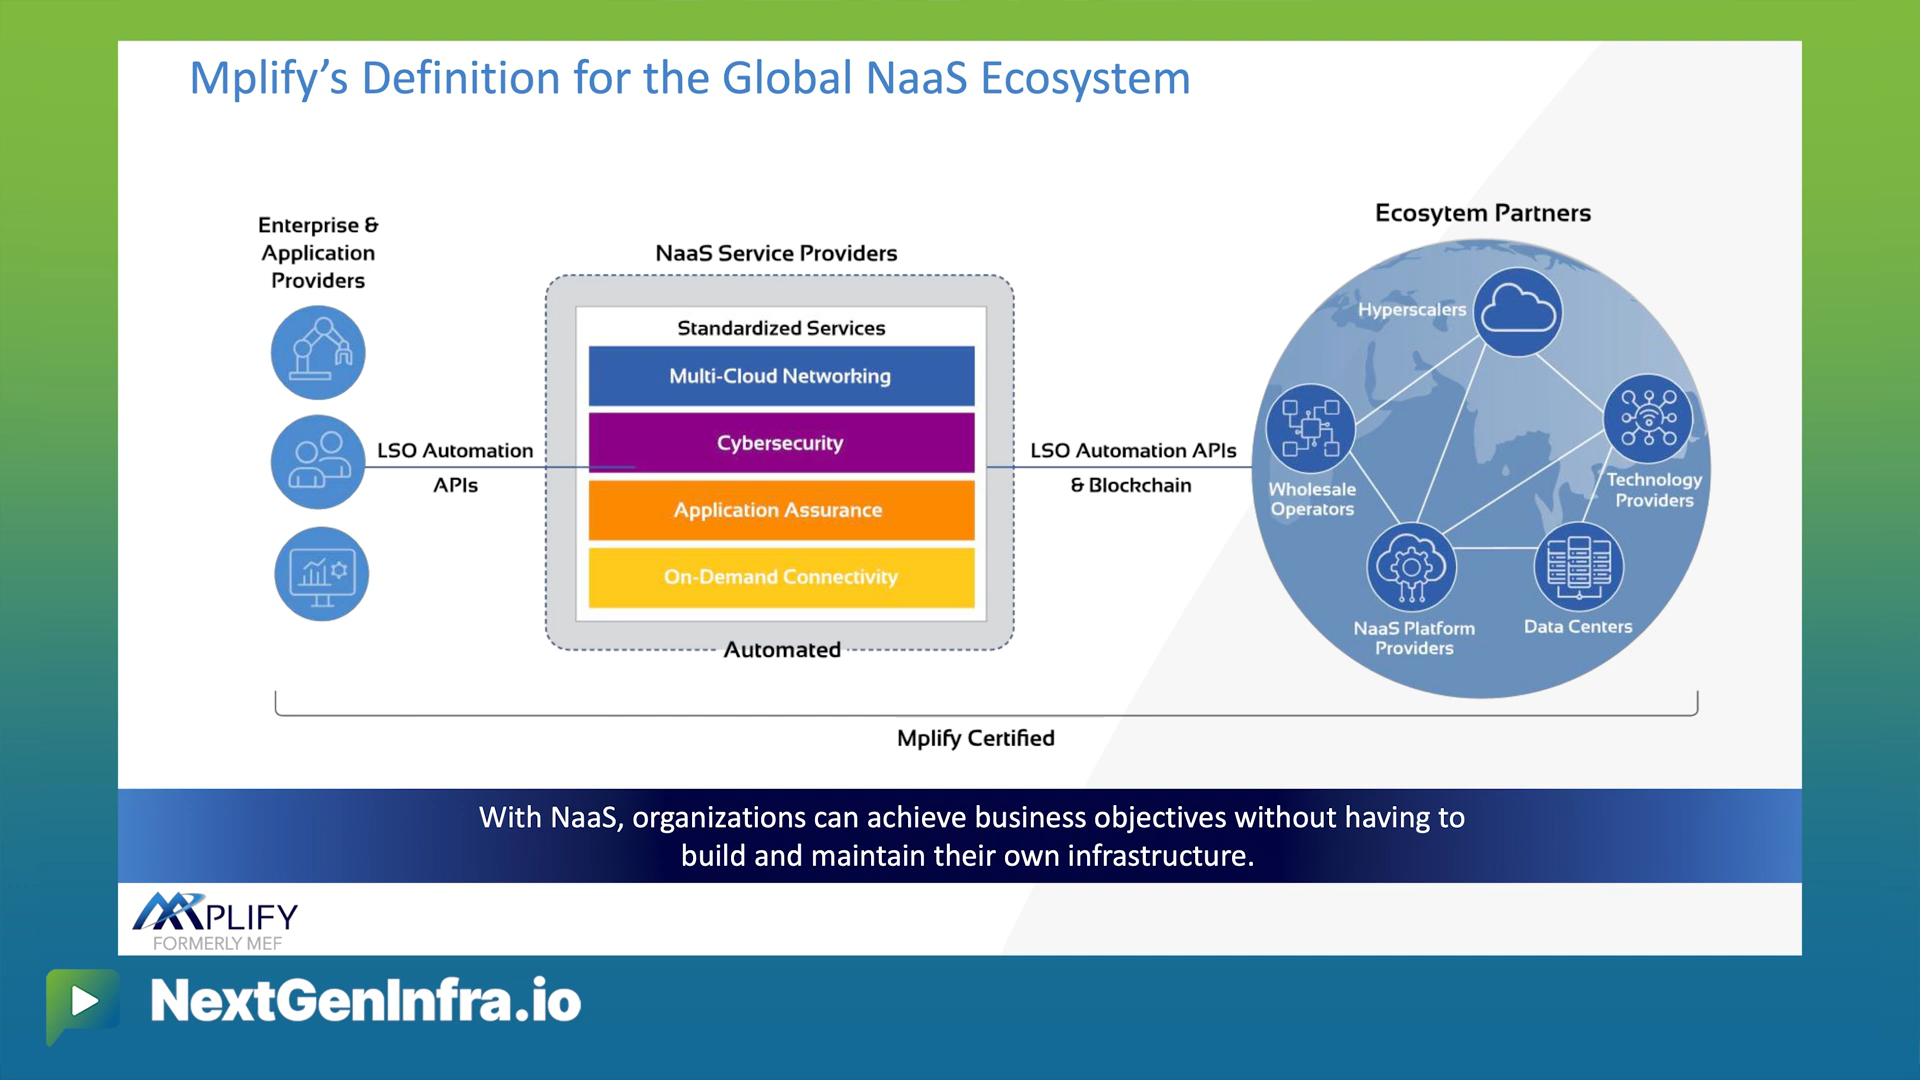 Mplify’s Definition for the Global NaaS Ecosystem
Enterprise &
Application
Providers
LSO Automation
APIs
NaaS Service Providers
Standardized Services
Multi-Cloud Networking
Cybersecurity
Application Assurance
On-Demand Connectivity
Automated
LSO Automation APIs
& Blockchain
Ecosytem Partners
Hyperscalers
Wholesale
Operators
Technology
Providers
NaaS Platform
Providers
Data Centers
Mplify Certified
With NaaS, organizations can achieve business objectives without having to
build and maintain their own infrastructure.
MPLIFY
FORMERLY MEF
NextGenInfra.io